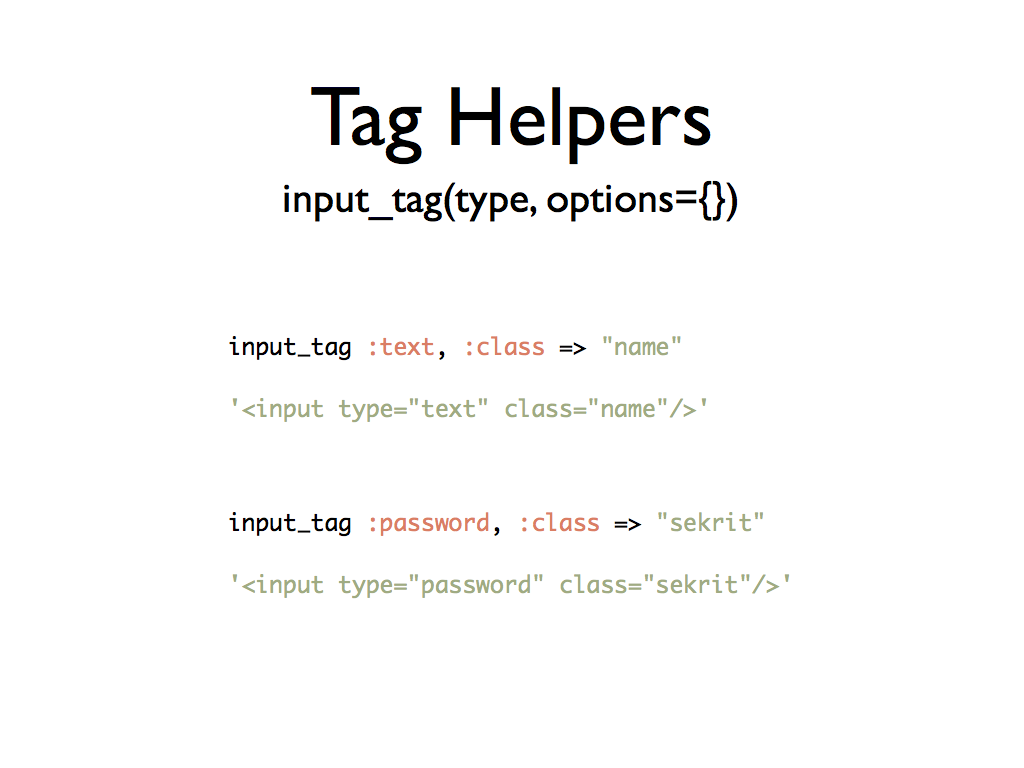 Tag Helpers
input_tag(type, options={})
input_tag :text, :class => "name"
'<input type="text" class="name"/>'
input_tag :password, :class => "sekrit"
'<input type="password" class="sekrit"/>'